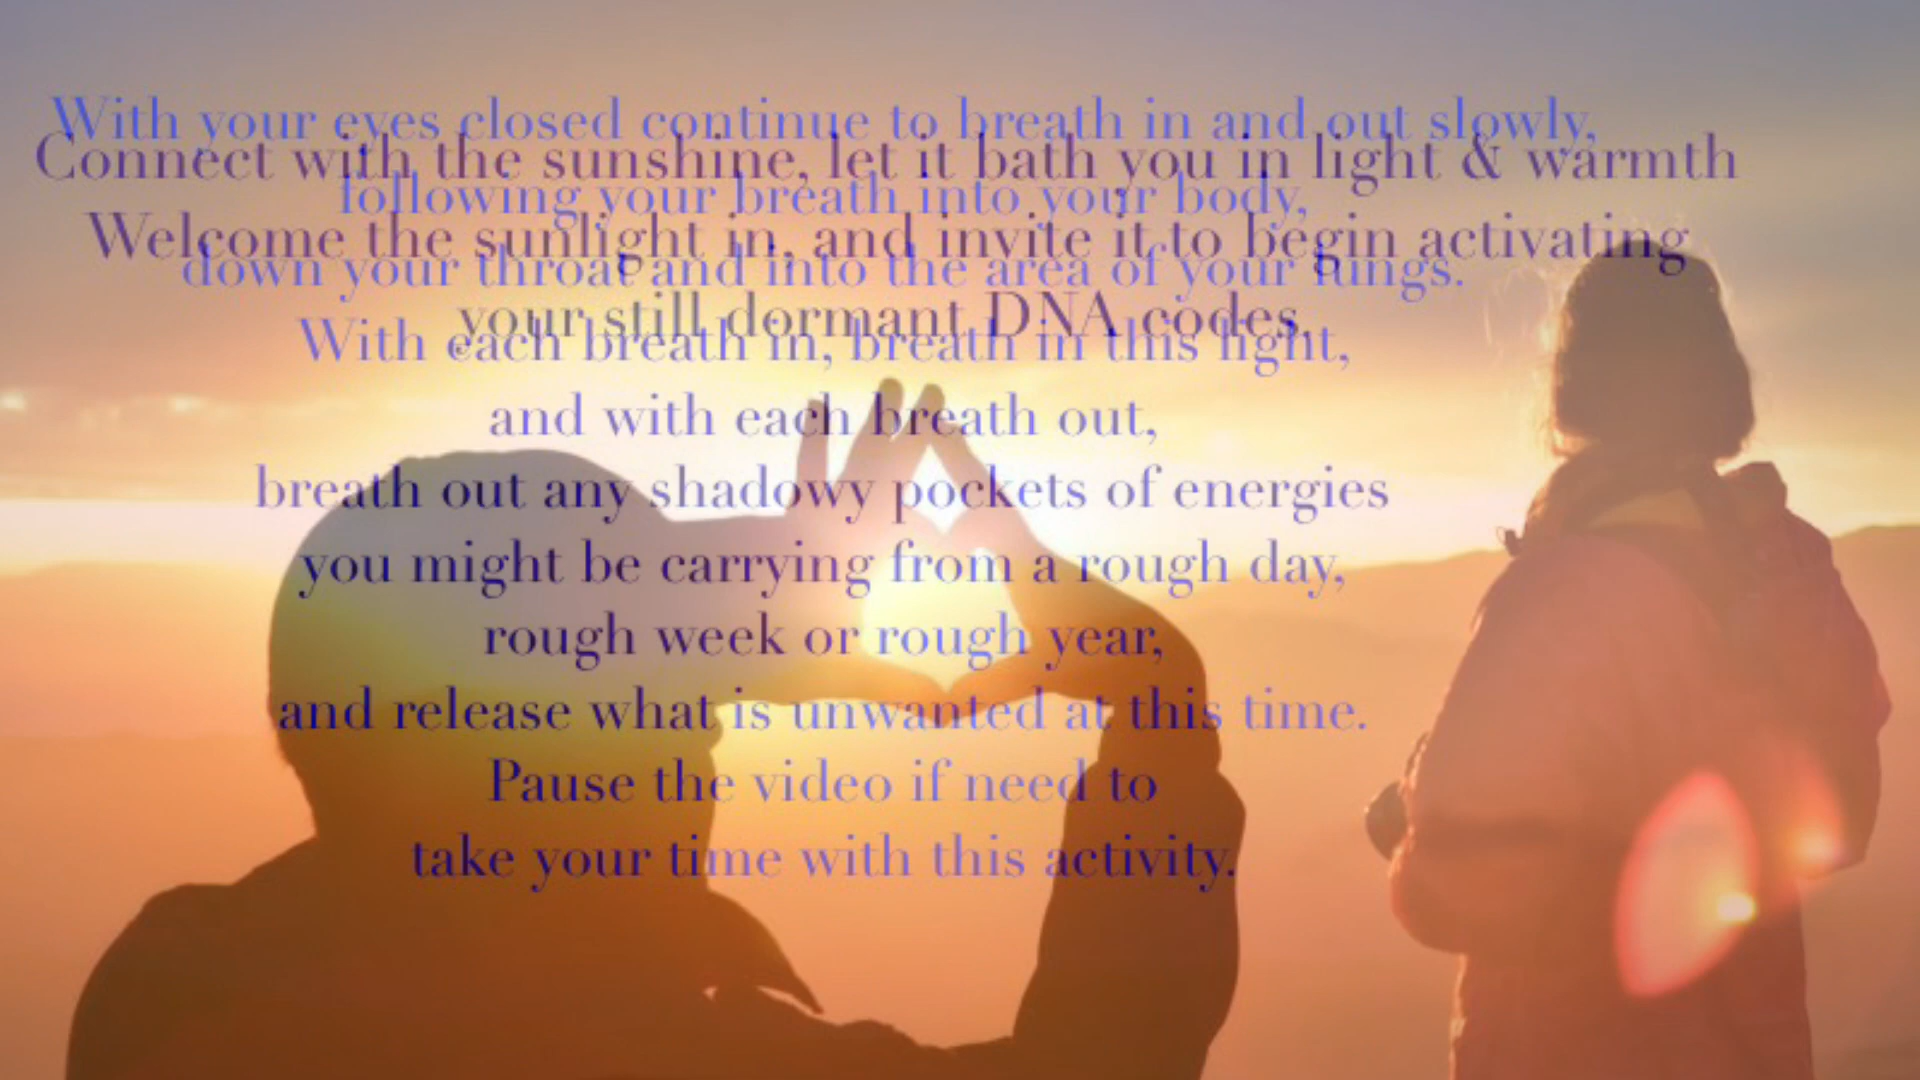 With your eyes closed continue to breath in and out slowly,
following your breath into your body,
down your throat and into the area of your lungs.
With each breath in, breath in this light,
and with each breath out,
breath out any shadowy pockets of energies
you might be carrying from a rough day,
rough week or rough year,
and release what is unwanted at this time.
Pause the video if need to
take your time with this activity.
Connect with the sunshine, let it bath you in light & warmth
Welcome the sunlight in, and invite it to begin activating
your still dormant DNA codes.